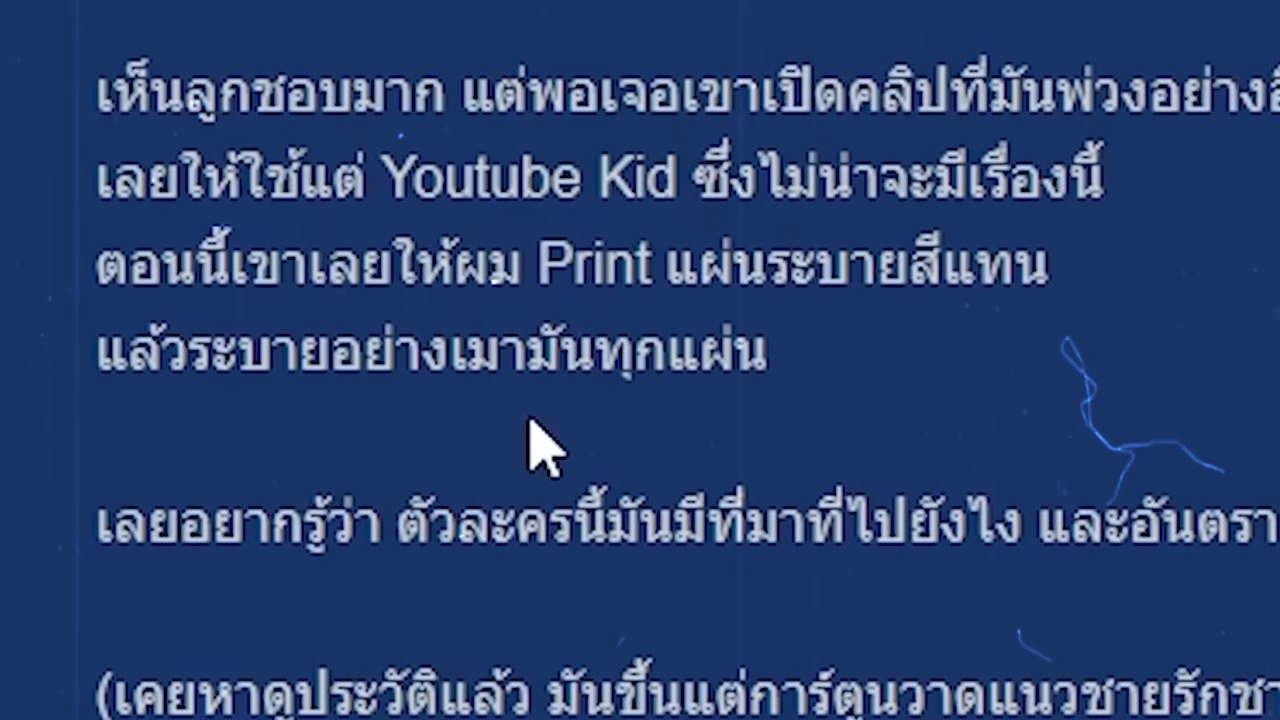 เห็นลูกชอบมาก แต่พอเจอเขาเปิดคลิปที่มันพ่วงอย่าง
เลยให้ใช้แต่ Youtube Kid ซึ่งไม่น่าจะมีเรื่องนี้
ตอนนี้เขาเลยให้ผม Print แผ่นระบายสีแทน
แล้วระบายอย่างเมามันทุกแผ่น
เลยอยากรู้ว่า ตัวละครนี้มันมีที่มาที่ไปยังไง และอันตรา
(เคยหาดูประวัติแล้ว มันขึ้นแต่การ์ตูนวาดแนวชายรักชา